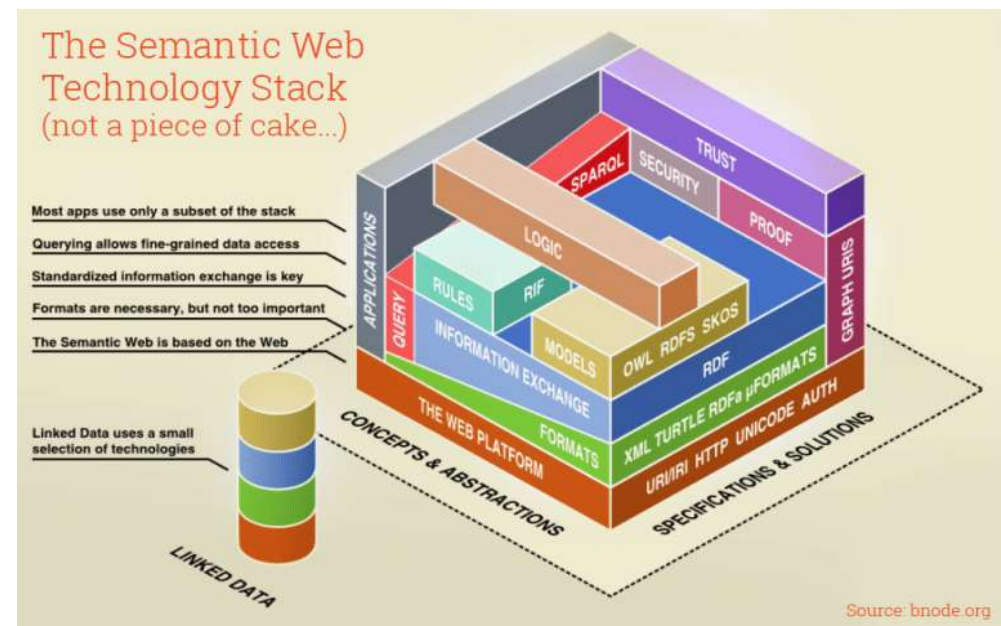 The Semantic Web
Technology Stack
(not a piece of cake...)
Most apps use only a subset of the stack
Querying allows fine-grained data access
Standardized information exchange is key
Formats are necessary, but not too important
The Semantic Web is based on the Web
Linked Data uses a small
selection of technologies
LINKED DATA
APPLICATIONS
QUERY
SPARQL
SECURITY
TRUST
PROOF
GRAPH URIS
LOGIC
RULES
RIF
INFORMATION EXCHANGE
MODELS
OWL RDFS SKOS
RDF
FORMATS
XML TURTLE RDFa µFORMATS
THE WEB PLATFORM
URI/IRI HTTP UNICODE AUTH
CONCEPTS & ABSTRACTIONS
SPECIFICATIONS & SOLUTIONS
Source: bnode.org